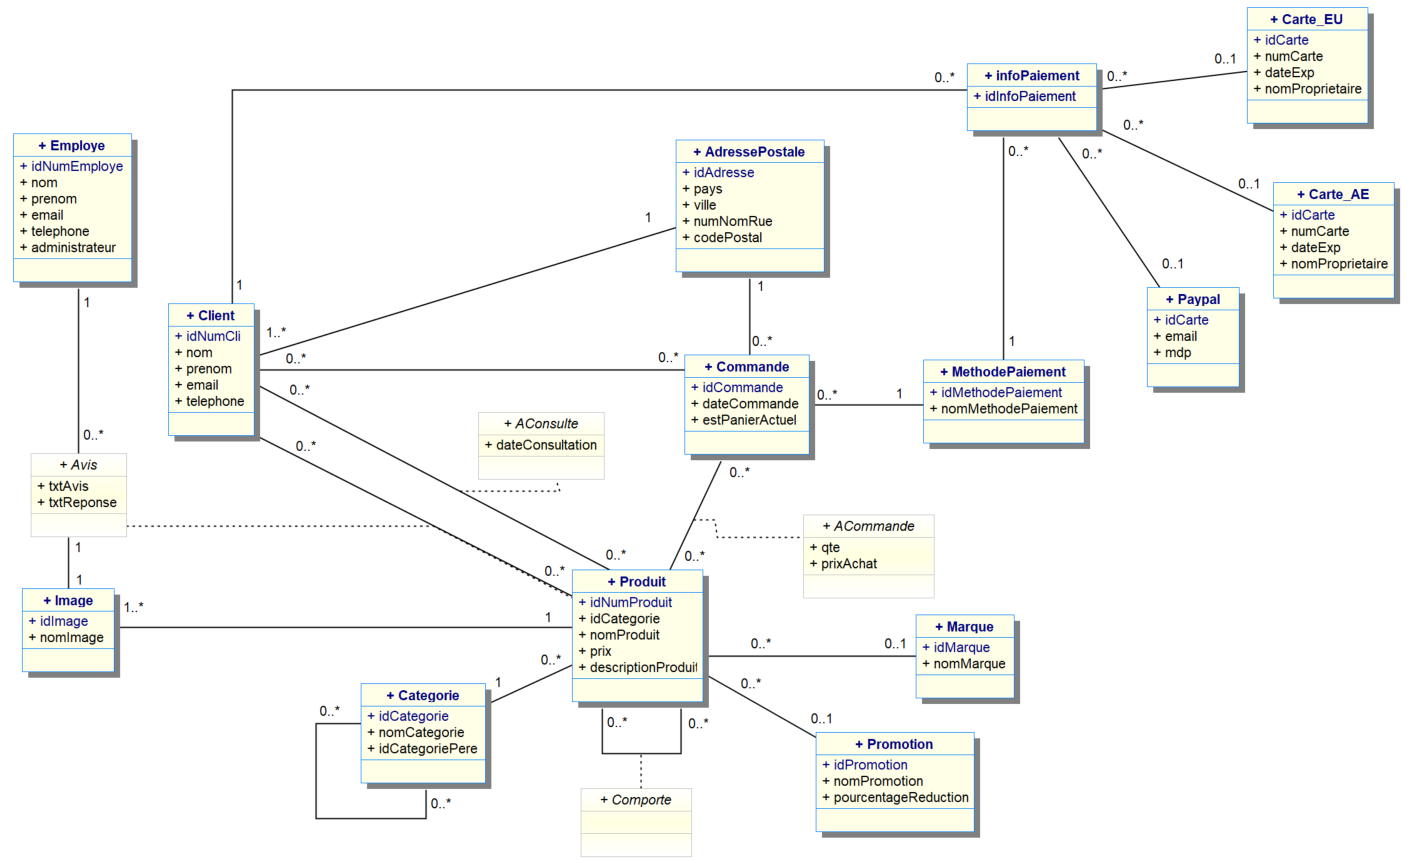 + Carte_EU
+ idCarte
+ numCarte
+ dateExp
+ nomProprietaire
0..1
0..*
+ infoPaiement
+ idInfoPaiement
0..*
0..*
0..*
0..*
+ Employe
+ idNumEmploye
+ nom
+ prenom
+ email
+ telephone
+ administrateur
1
0..*
+ AdressePostale
+ idAdresse
+ pays
+ ville
+ numNomRue
+ codePostal
1
1
0..*
0..1
+ Carte_AE
+ idCarte
+ numCarte
+ dateExp
+ nomProprietaire
0..1
+ Paypal
+ idCarte
+ email
+ mdp
1
+ Client
+ idNumCli
+ nom
+ prenom
+ email
+ telephone
1..*
0..*
0..*
0..*
0..*
+ Commande
+ idCommande
+ dateCommande
+ estPanierActuel
0..*
1
0..*
1
+ MethodePaiement
+ idMethodePaiement
+ nomMethodePaiement
+ AConsulte
+ dateConsultation
+ Avis
+ txtAvis
+ txtReponse
1
1
+ ACommande
+ qte
+ prixAchat
0..*
0..*
0..*
+ Image
+ idImage
+ nomImage
1..*
1
+ Produit
+ idNumProduit
+ idCategorie
+ nomProduit
+ prix
+ descriptionProduit
0..*
0..1
+ Marque
+ idMarque
+ nomMarque
0..*
1
+ Categorie
+ idCategorie
+ nomCategorie
+ idCategoriePere
0..*
0..*
0..*
0..*
0..*
0..1
+ Promotion
+ idPromotion
+ nomPromotion
+ pourcentageReduction
+ Comporte